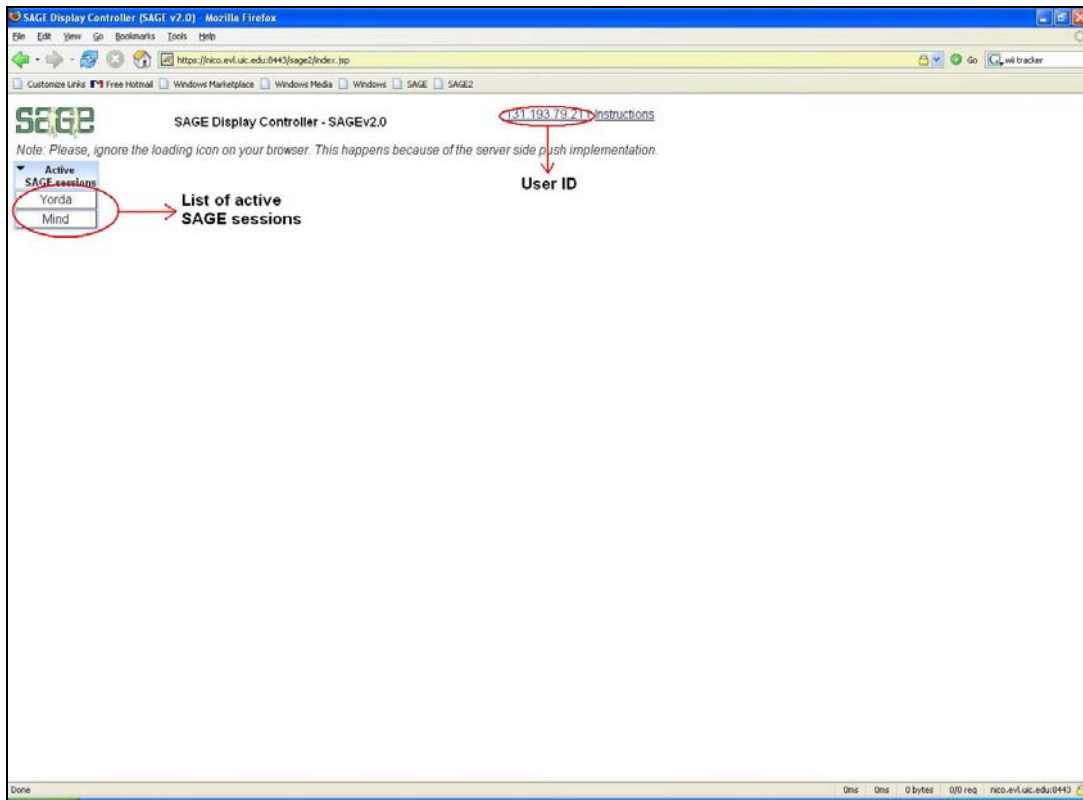 SAGE Display Controller (SAGE v2.0) - Mozilla Firefox
File Edit View Go Bookmarks Tools Help
https://nico.evl.uic.edu:8443/sage2/index.jsp Go wii tracker
Customize Links Free Hotmail Windows Marketplace Windows Media Windows SAGE SAGE2
sage SAGE Display Controller - SAGEv2.0 131.193.79.211 Instructions
Note: Please, ignore the loading icon on your browser. This happens because of the server side push implementation.
Active
SAGE sessions
User ID
Yorda
Mind
List of active
SAGE sessions
Done 0ms 0ms 0 bytes 0/0 req nico.evl.uic.edu:8443